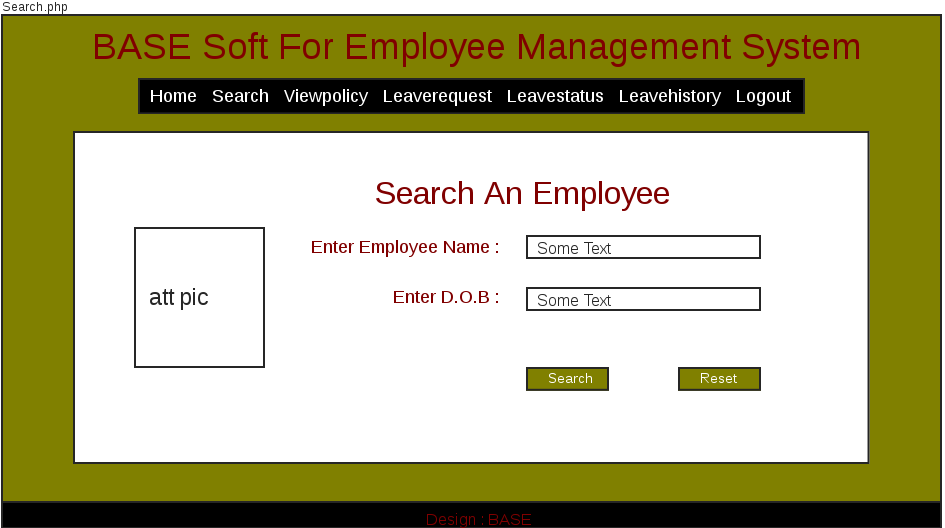 Search.php
BASE Soft For Employee Management System
Home Search Viewpolicy Leaverequest Leavestatus Leavehistory Logout
Search An Employee
Enter Employee Name : Some Text
att pic
Enter D.O.B : Some Text
Search Reset
Design : BASE